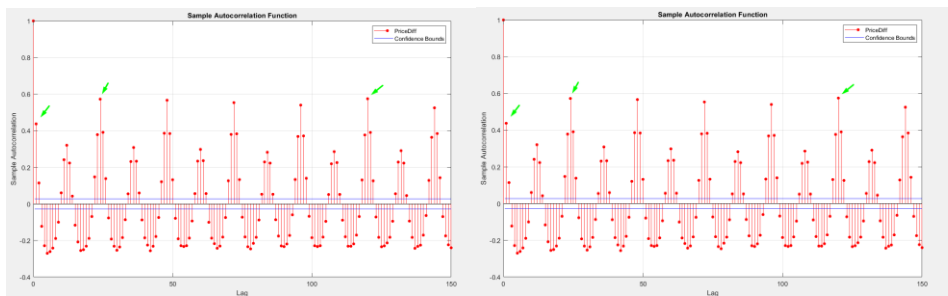 Sample Autocorrelation Function
PriceDiff
Confidence Bounds
1
0.8
0.6
0.4
0.2
0
-0.2
-0.4
Sample Autocorrelation
0
50
100
150
Lag
Sample Autocorrelation Function
PriceDiff
Confidence Bounds
1
0.8
0.6
0.4
0.2
0
-0.2
-0.4
Sample Autocorrelation
0
50
100
150
Lag